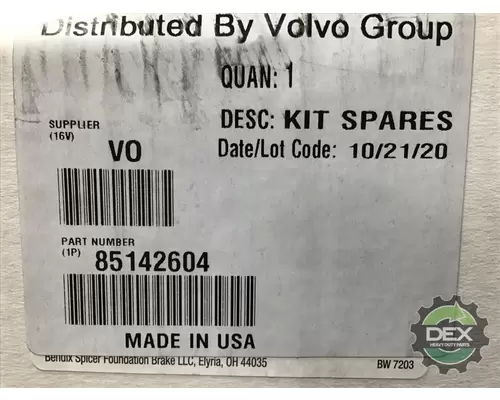 Distributed By Volvo Group
QUAN: 1
SUPPLIER
(16V)
VO
DESC: KIT SPARES
Date/Lot Code: 10/21/20
PART NUMBER
(1P) 85142604
MADE IN USA
Bendix Spicer Foundation Brake LLC, Elyria, OH 44035
BW 7203
DEX
HEAVY DUTY PARTS